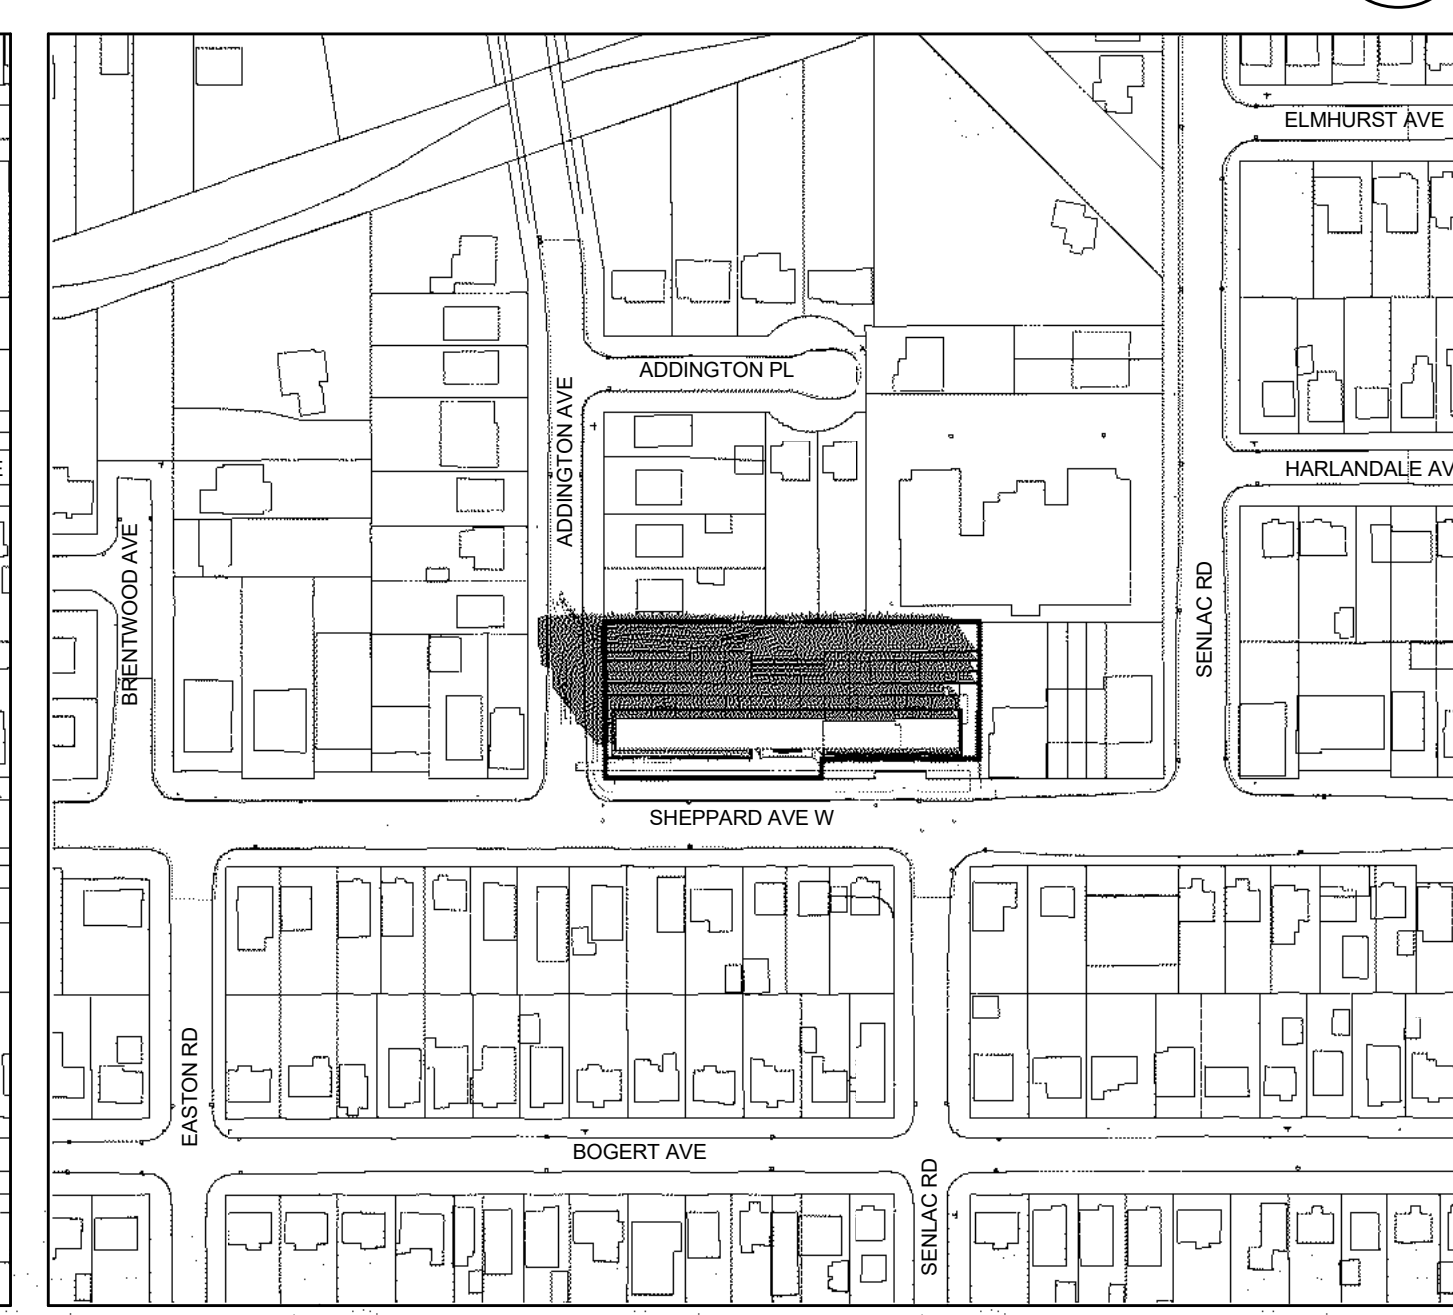 ELMHURST AVE
ADDINGTON PL
ADDINGTON AVE
HARLANDALE AV
BRENTWOOD AVE
SENLAC RD
SHEPPARD AVE W
EASTON RD
BOGERT AVE
SENLAC RD